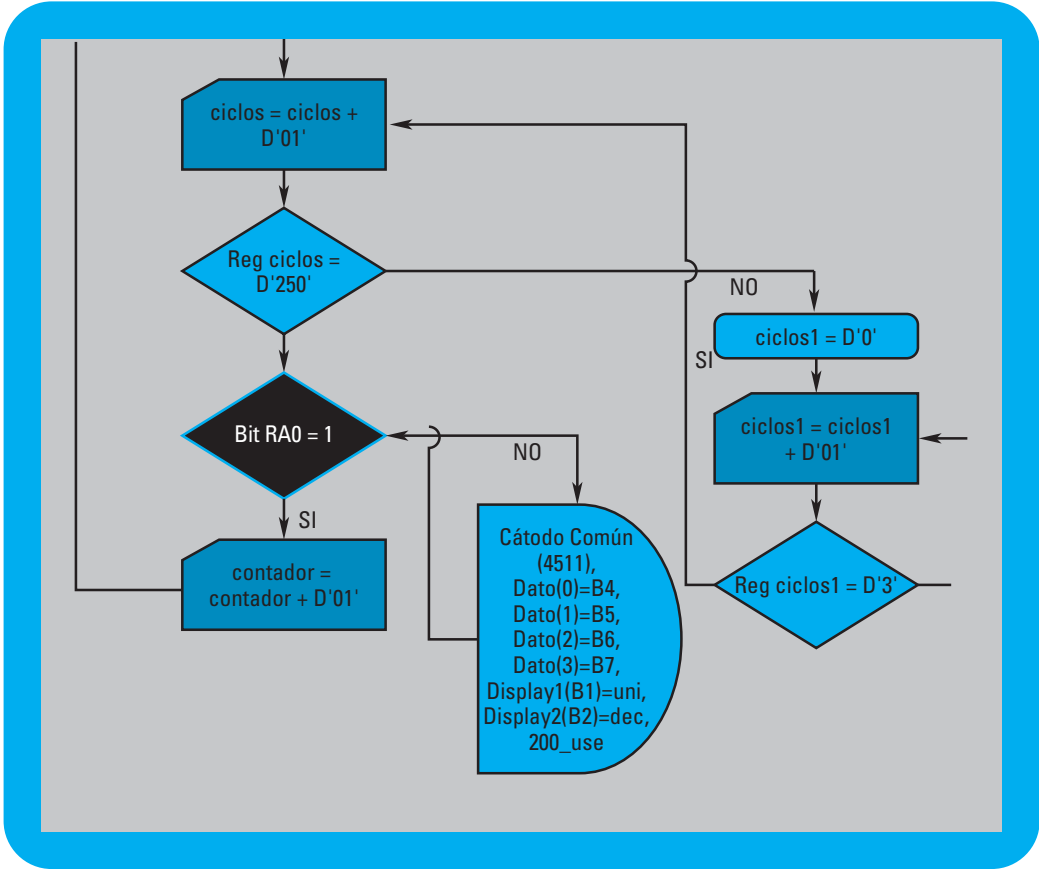 ciclos = ciclos +
D'01'
Reg ciclos =
D'250'
NO
ciclos1 = D'0'
SI
ciclos1 = ciclos1
+ D'01'
Bit RA0 = 1
NO
SI
Cátodo Común
(4511),
Dato(0)=B4,
Dato(1)=B5,
Dato(2)=B6,
Dato(3)=B7,
Display1(B1)=uni,
Display2(B2)=dec,
200_use
contador =
contador + D'01'
Reg ciclos1 = D'3'